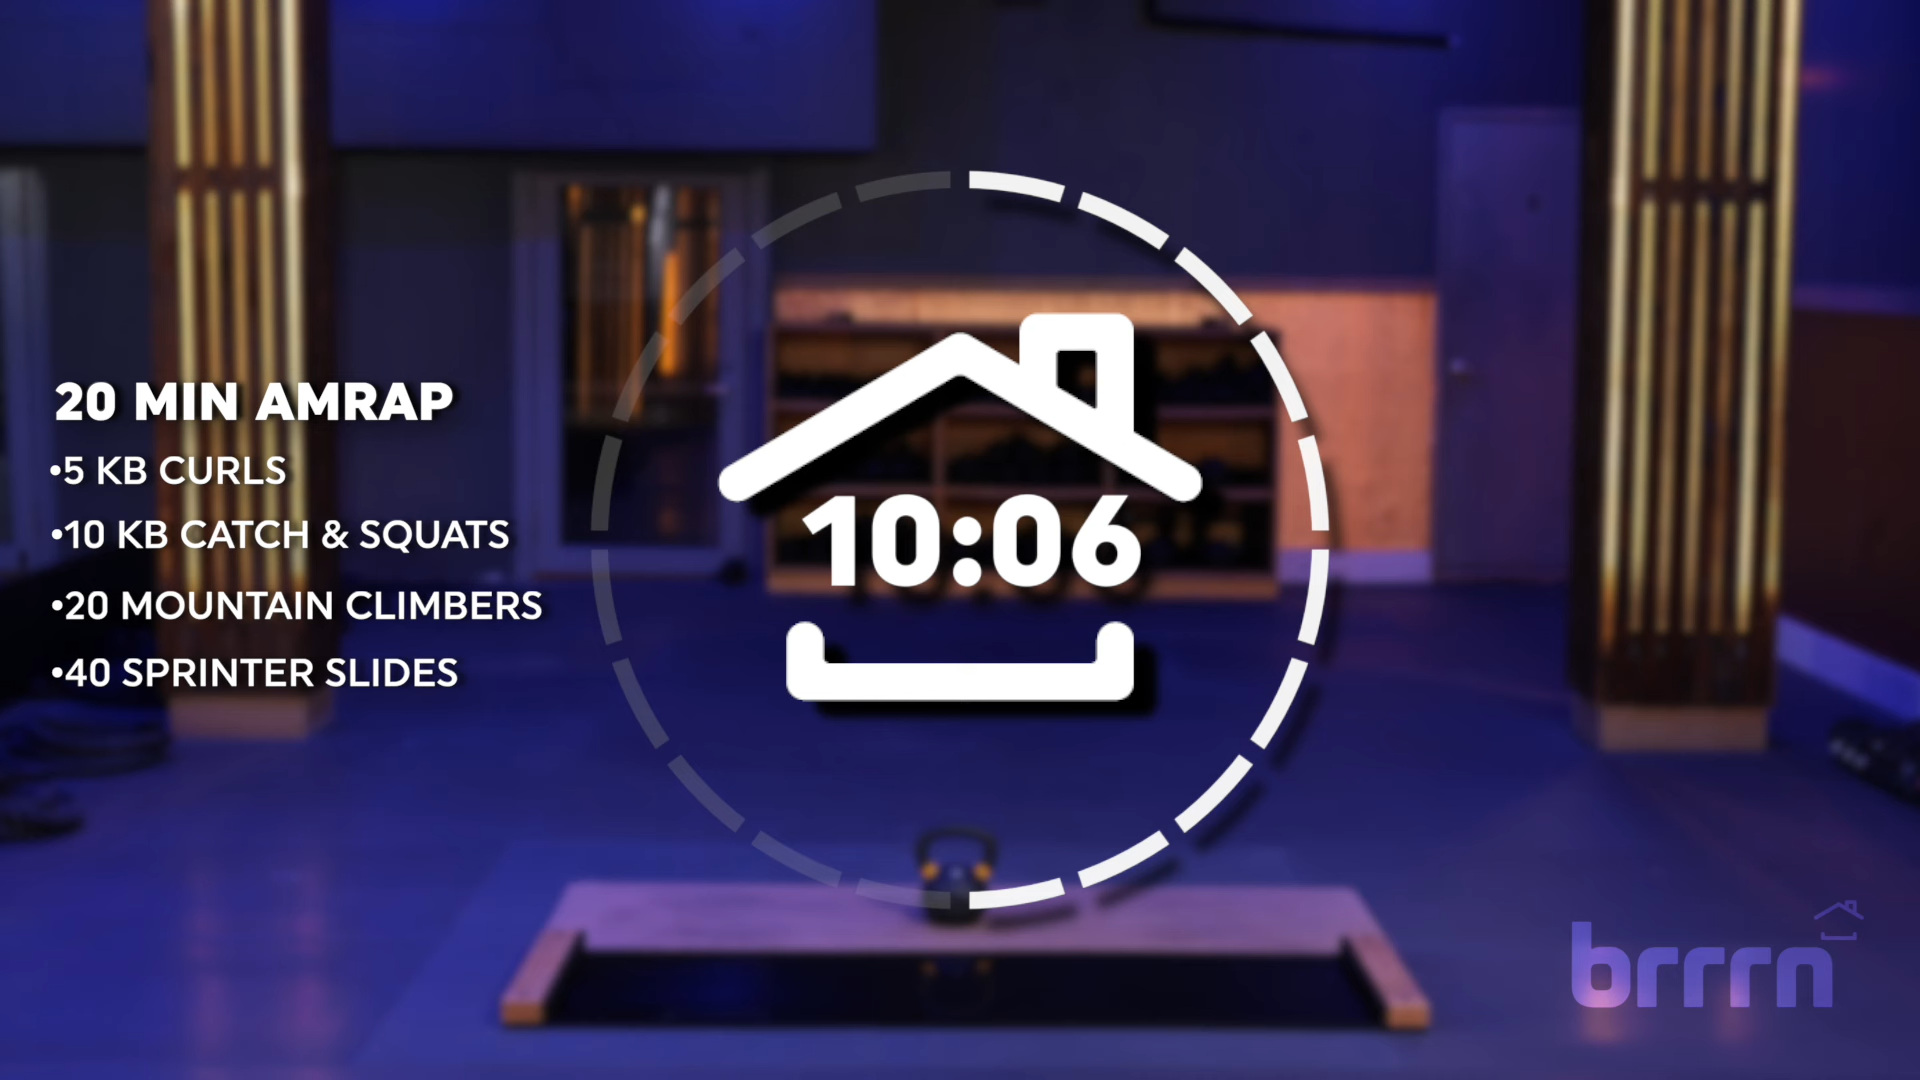 20 MIN AMRAP
•5 KB CURLS
•10 KB CATCH & SQUATS
•20 MOUNTAIN CLIMBERS
•40 SPRINTER SLIDES
10:06
brrrn